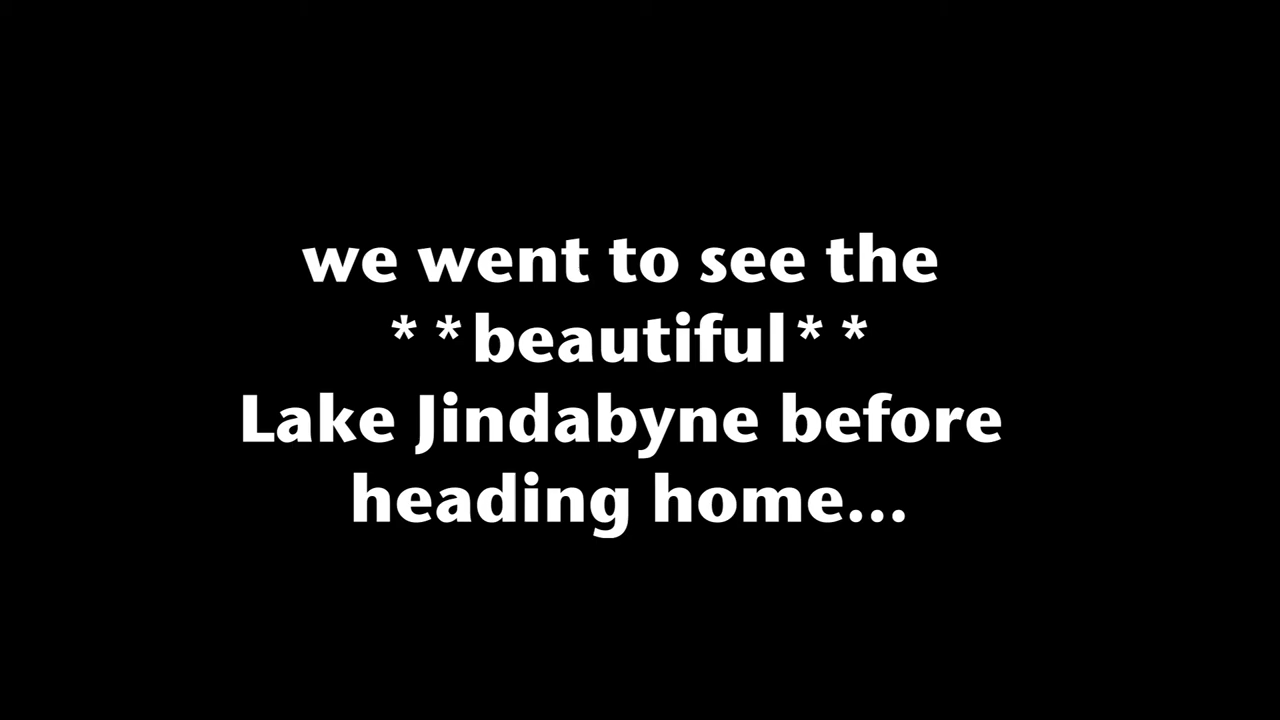 we went to see the
**beautiful**
Lake Jindabyne before
heading home...